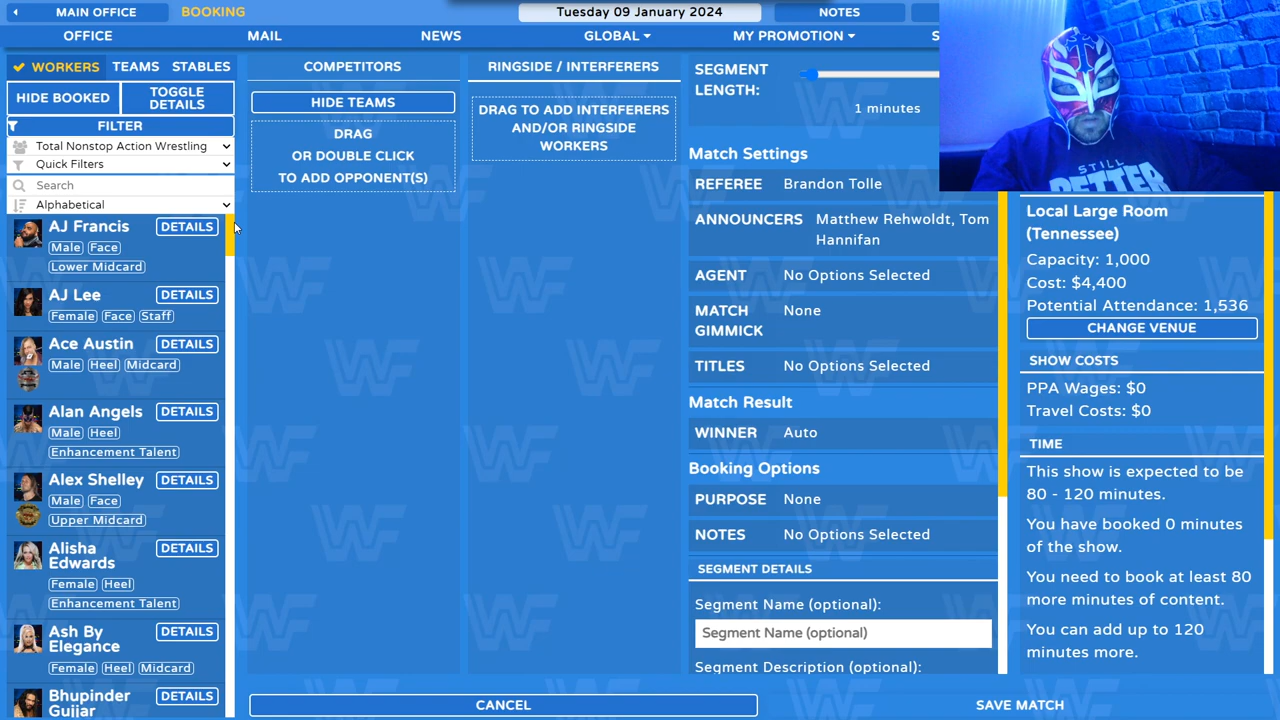 MAIN OFFICE
BOOKING
Tuesday 09 January 2024
NOTES
OFFICE
MAIL
NEWS
GLOBAL
MY PROMOTION
S
WORKERS
TEAMS
STABLES
HIDE BOOKED
TOGGLE
DETAILS
FILTER
Total Nonstop Action Wrestling
Quick Filters
Search
Alphabetical
AJ Francis
DETAILS
Male
Face
Lower Midcard
AJ Lee
DETAILS
Female
Face
Staff
Ace Austin
DETAILS
Male
Heel
Midcard
Alan Angels
DETAILS
Male
Heel
Enhancement Talent
Alex Shelley
DETAILS
Male
Face
Upper Midcard
Alisha
Edwards
DETAILS
Female
Heel
Enhancement Talent
Ash By
Elegance
DETAILS
Female
Heel
Midcard
Bhupinder
Gujjar
DETAILS
COMPETITORS
HIDE TEAMS
DRAG
OR DOUBLE CLICK
TO ADD OPPONENT(S)
RINGSIDE / INTERFERERS
DRAG TO ADD INTERFERERS
AND/OR RINGSIDE
WORKERS
SEGMENT
LENGTH:
1 minutes
Match Settings
REFEREE
Brandon Tolle
ANNOUNCERS
Matthew Rehwoldt, Tom
Hannifan
AGENT
No Options Selected
MATCH
GIMMICK
None
TITLES
No Options Selected
Match Result
WINNER
Auto
Booking Options
PURPOSE
None
NOTES
No Options Selected
SEGMENT DETAILS
Segment Name (optional):
Segment Name (optional)
Segment Description (optional):
STILL
BETTER
Local Large Room
(Tennessee)
Capacity: 1,000
Cost: $4,400
Potential Attendance: 1,536
CHANGE VENUE
SHOW COSTS
PPA Wages: $0
Travel Costs: $0
TIME
This show is expected to be
80 - 120 minutes.
You have booked 0 minutes
of the show.
You need to book at least 80
more minutes of content.
You can add up to 120
minutes more.
CANCEL
SAVE MATCH